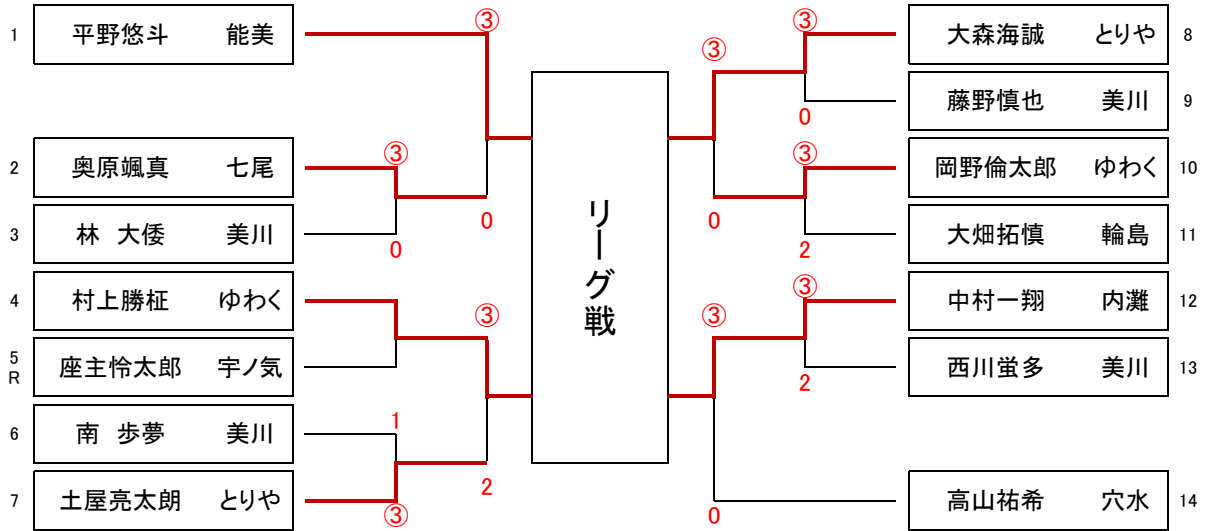 1 平野悠斗 能美
2 奥原颯真 七尾
3 林 大倭 美川
4 村上勝柾 ゆわく
5R 座主怜太郎 宇ノ気
6 南 歩夢 美川
7 土屋亮太朗 とりや
③
③
0
0
③
1
③
2
リーグ戦
③
③
0
③
0
2
③
③
2
0
大森海誠 とりや 8
藤野慎也 美川 9
岡野倫太郎 ゆわく 10
大畑拓慎 輪島 11
中村一翔 内灘 12
西川蛍多 美川 13
高山祐希 穴水 14